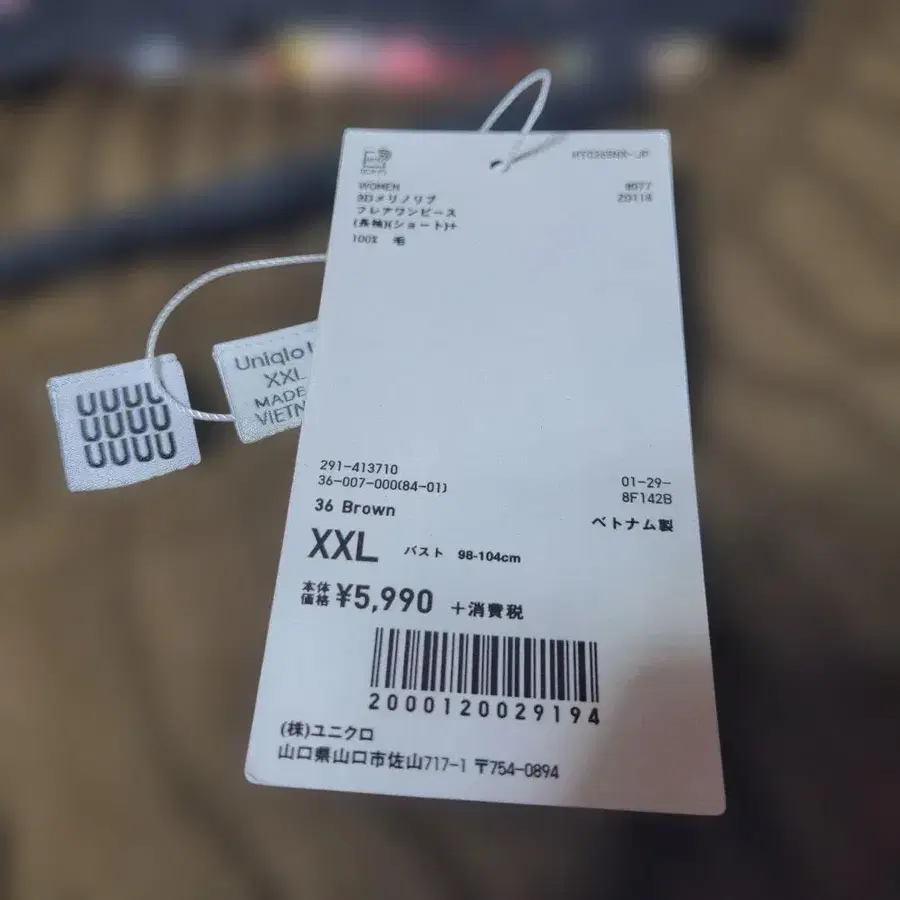 WOMEN
3Dメリノリブ
フレアワンピース
(長袖)(ショート)+
100% 毛
Uniqlo
XXL
MADE
VIETN
UUUU
UUUU
UUUU
291-413710
36-007-000(84-01)
36 Brown
01-29-
8F142B
ベトナム製
XXL バスト 98-104cm
本体
価格 ¥5,990 +消費税
2000120029194
(株)ユニクロ
山口県山口市佐山717-1 〒754-0894